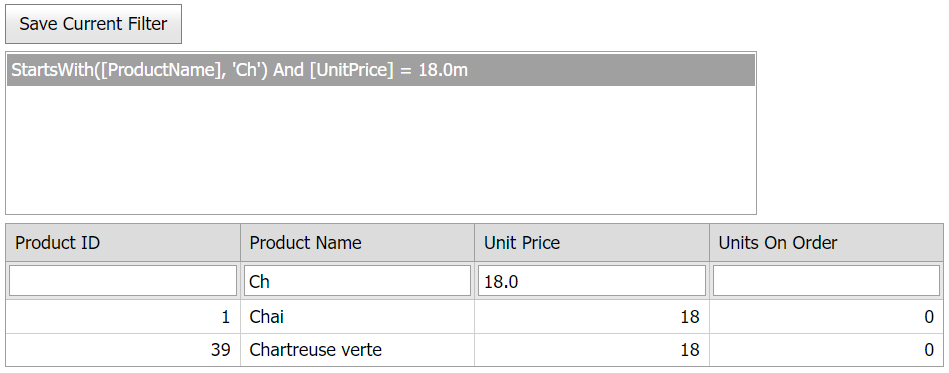 Save Current Filter
StartsWith([ProductName], 'Ch') And [UnitPrice] = 18.0m
Product ID Product Name Unit Price Units On Order
Ch 18.0
1 Chai 18 0
39 Chartreuse verte 18 0